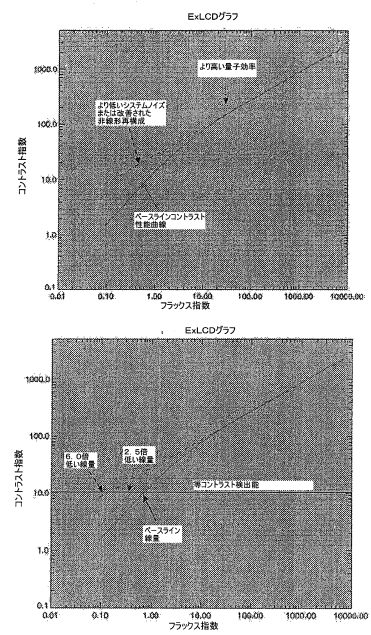 ExLCDグラフ
コントラスト指数
1000.0
100.0
10.0
1.0
0.1
より高い量子効率
より低いシステムノイズ
または改善された
非線形再構成
ベースラインコントラスト
性能曲線
0.01
0.10
1.00
10.00
100.00
1000.00
10000.00
フラックス指数
ExLCDグラフ
コントラスト指数
1000.0
100.0
10.0
1.0
0.1
6.0倍
低い線量
2.5倍
低い線量
等コントラスト検出能
ベースライン
線量
0.01
0.10
1.00
10.00
100.00
1000.00
10000.00
フラックス指数